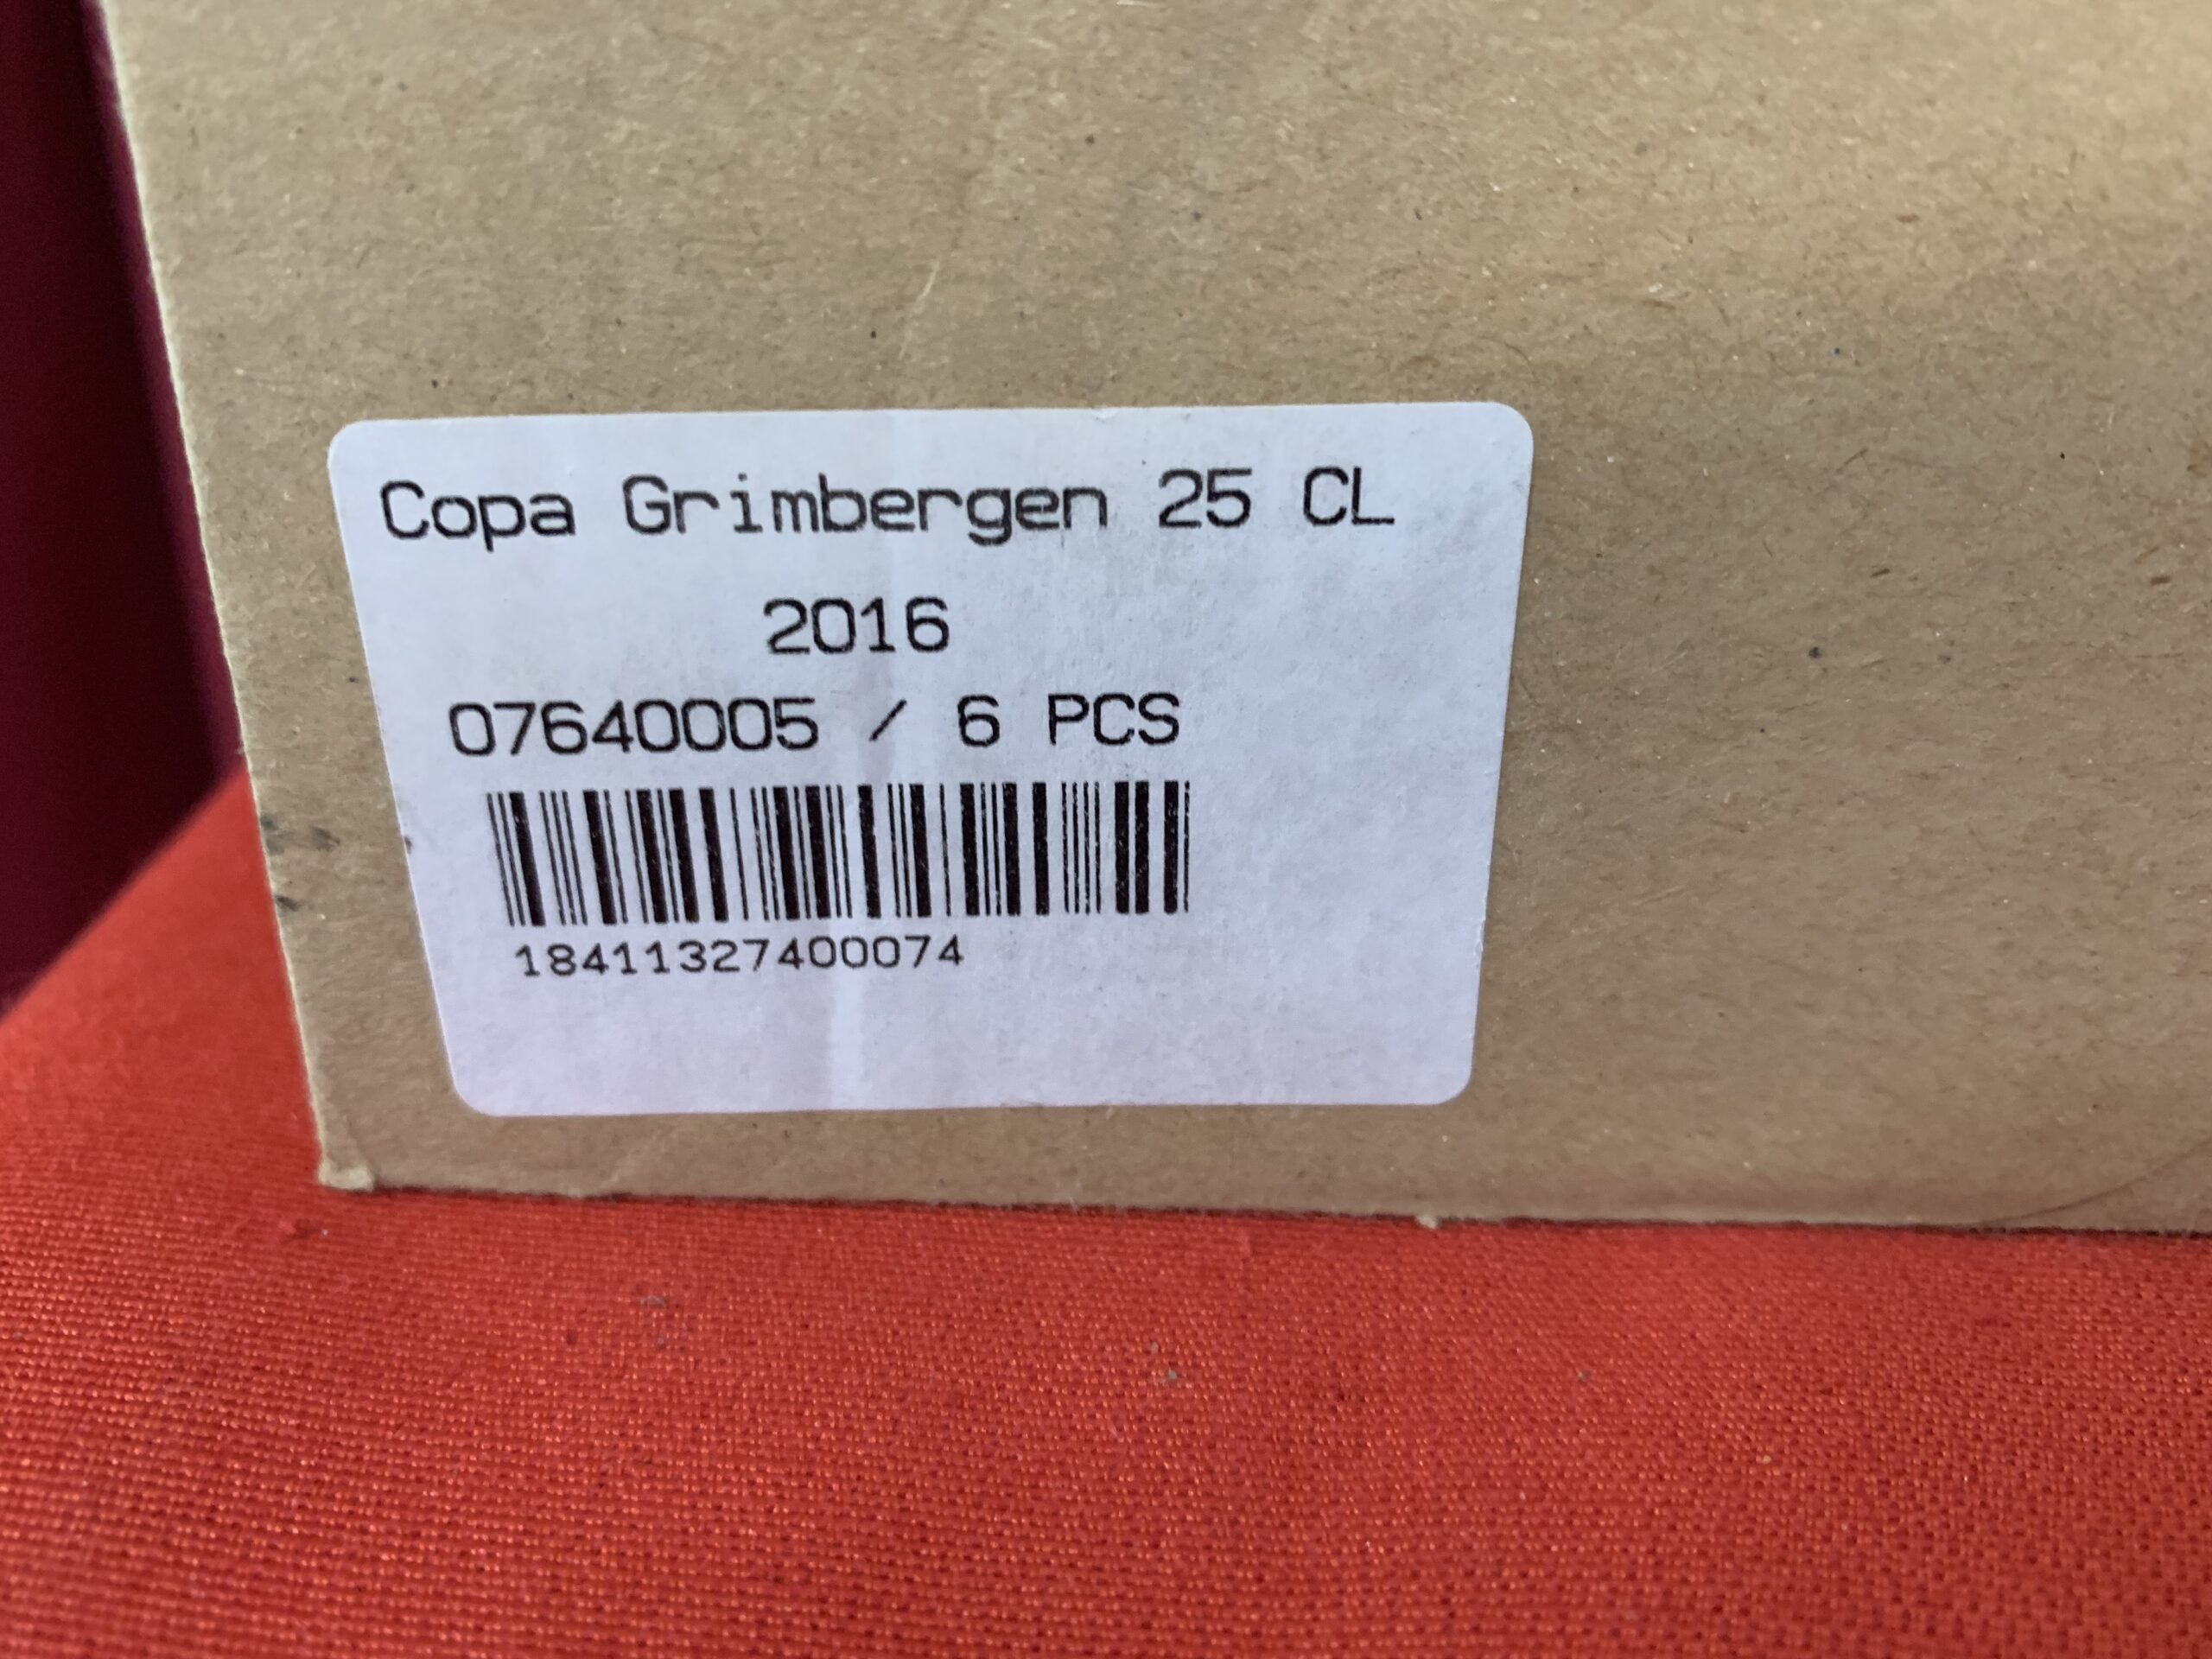 Copa Grimbergen 25 CL
2016
07640005 / 6 PCS
18411327400074